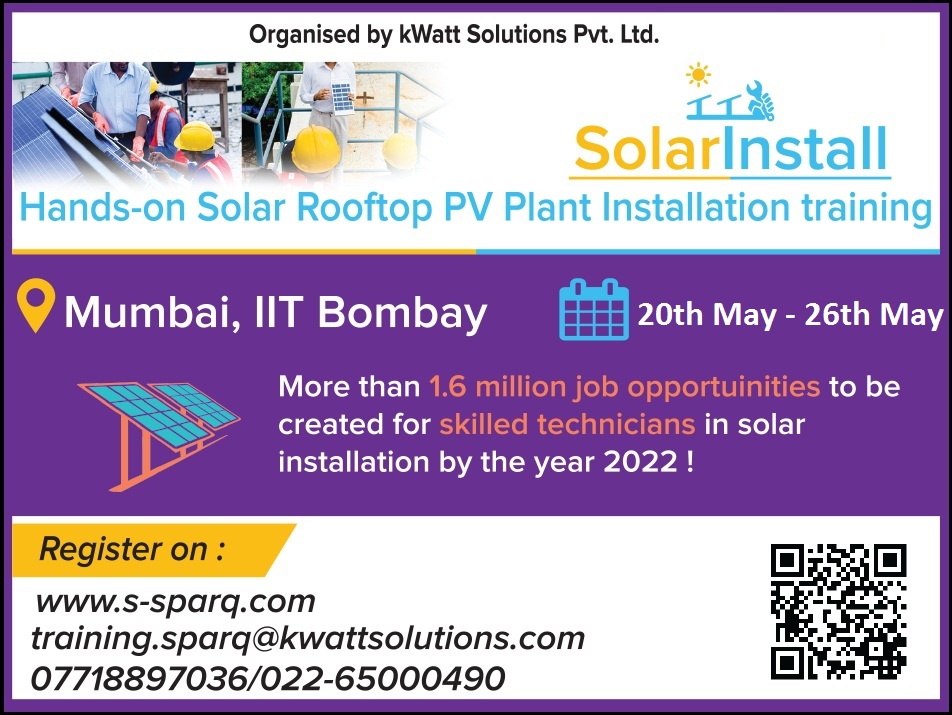 Organised by kWatt Solutions Pvt. Ltd.
SolarInstall
Hands-on Solar Rooftop PV Plant Installation training
Mumbai, IIT Bombay
20th May - 26th May
More than 1.6 million job opportuinities to be
created for skilled technicians in solar
installation by the year 2022 !
Register on :
www.s-sparq.com
training.sparq@kwattsolutions.com
07718897036/022-65000490